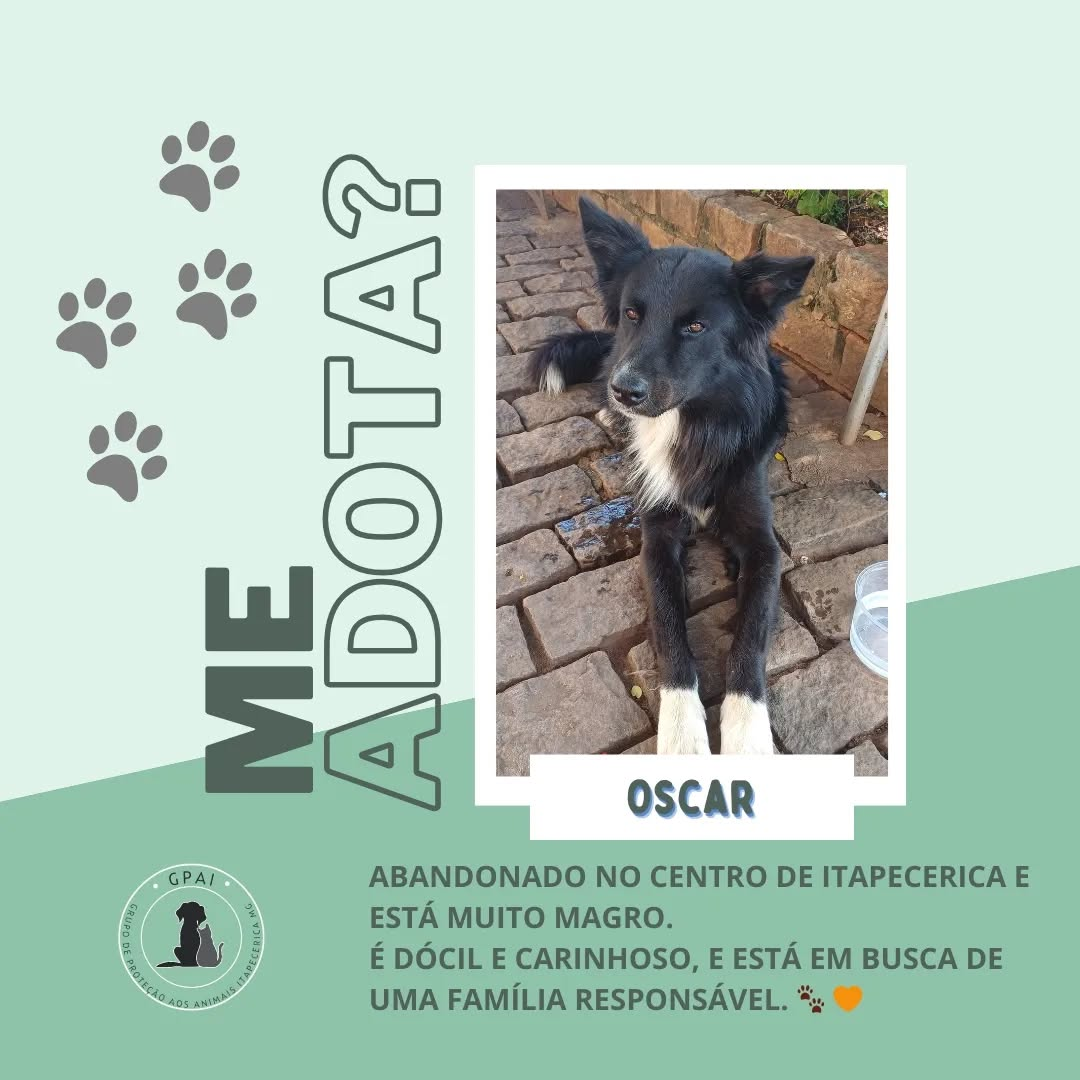 ME
ADOTA?
OSCAR
ABANDONADO NO CENTRO DE ITAPECERICA E
ESTÁ MUITO MAGRO.
É DÓCIL E CARINHOSO, E ESTÁ EM BUSCA DE
UMA FAMÍLIA RESPONSÁVEL. 🐾 🧡
• GPAI •
GRUPO DE PROTEÇÃO AOS ANIMAIS ITAPECERICA MG